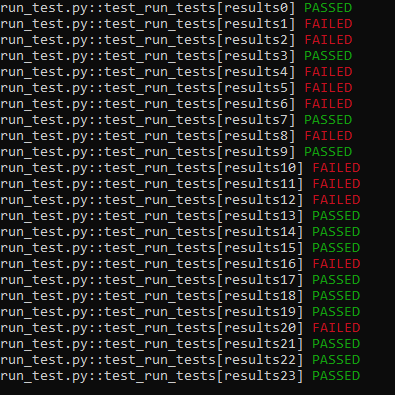 run_test.py::test_run_tests[results0] PASSED
run_test.py::test_run_tests[results1] FAILED
run_test.py::test_run_tests[results2] FAILED
run_test.py::test_run_tests[results3] PASSED
run_test.py::test_run_tests[results4] FAILED
run_test.py::test_run_tests[results5] FAILED
run_test.py::test_run_tests[results6] FAILED
run_test.py::test_run_tests[results7] PASSED
run_test.py::test_run_tests[results8] FAILED
run_test.py::test_run_tests[results9] PASSED
run_test.py::test_run_tests[results10] FAILED
run_test.py::test_run_tests[results11] FAILED
run_test.py::test_run_tests[results12] FAILED
run_test.py::test_run_tests[results13] PASSED
run_test.py::test_run_tests[results14] PASSED
run_test.py::test_run_tests[results15] PASSED
run_test.py::test_run_tests[results16] FAILED
run_test.py::test_run_tests[results17] PASSED
run_test.py::test_run_tests[results18] PASSED
run_test.py::test_run_tests[results19] PASSED
run_test.py::test_run_tests[results20] FAILED
run_test.py::test_run_tests[results21] PASSED
run_test.py::test_run_tests[results22] PASSED
run_test.py::test_run_tests[results23] PASSED